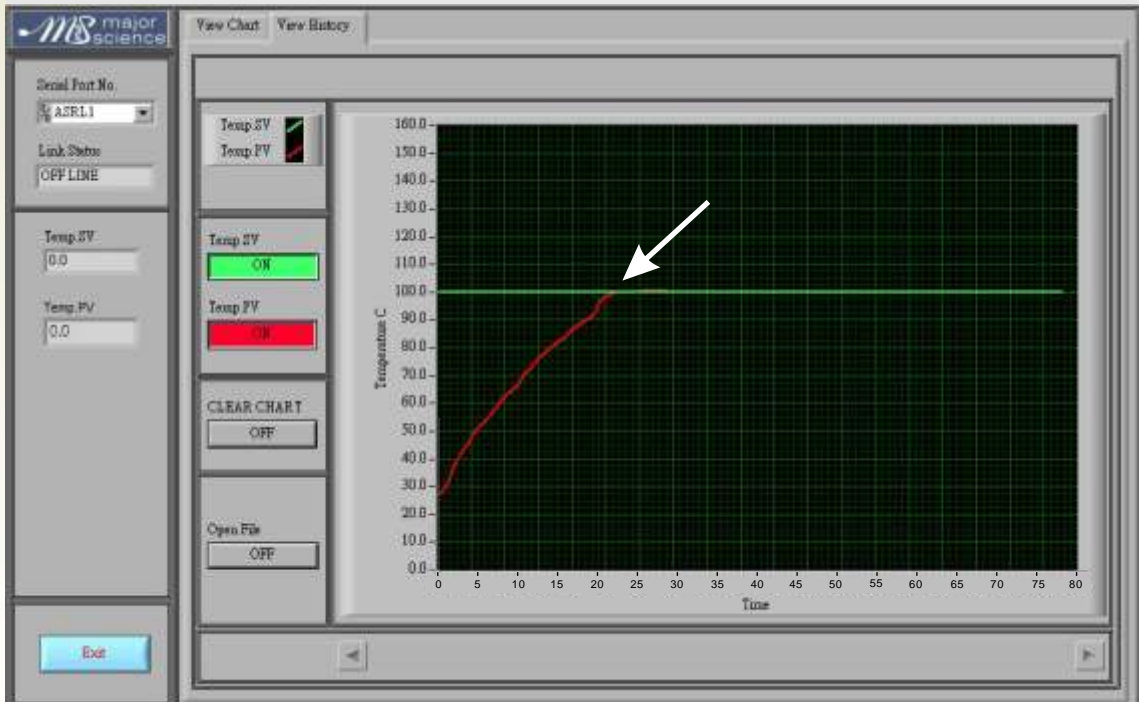 major
science
View Chart View History
Serial Port No.
ASRL1
Link Status
OFF LINE
Temp.SV
0.0
Temp.PV
0.0
Exit
Temp.SV
Temp.PV
Temp.SV
ON
Temp.PV
ON
CLEAR CHART
OFF
Open File
OFF
160.0
150.0
140.0
130.0
120.0
110.0
100.0
90.0
80.0
70.0
60.0
50.0
40.0
30.0
20.0
10.0
0.0
Temperature C
0 5 10 15 20 25 30 35 40 45 50 55 60 65 70 75 80
Time